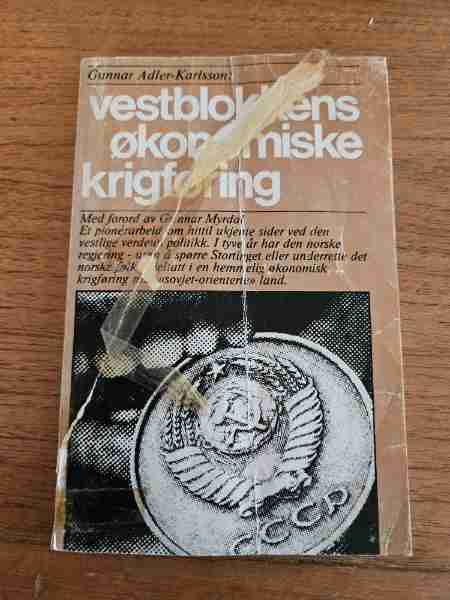 Gunnar Adler-Karlsson:
vestblokkens
økonomiske
krigføring
Med forord av Gunnar Myrdal
Et pionerarbeid om hittil ukjente sider ved den
vestlige verdens politikk. I tyve år har den norske
regjering - uten å spørre Stortinget eller underrette det
norske folk - deltatt i en hemmelig økonomisk
krigføring mot «sovjet-orienterte» land.
CCCP